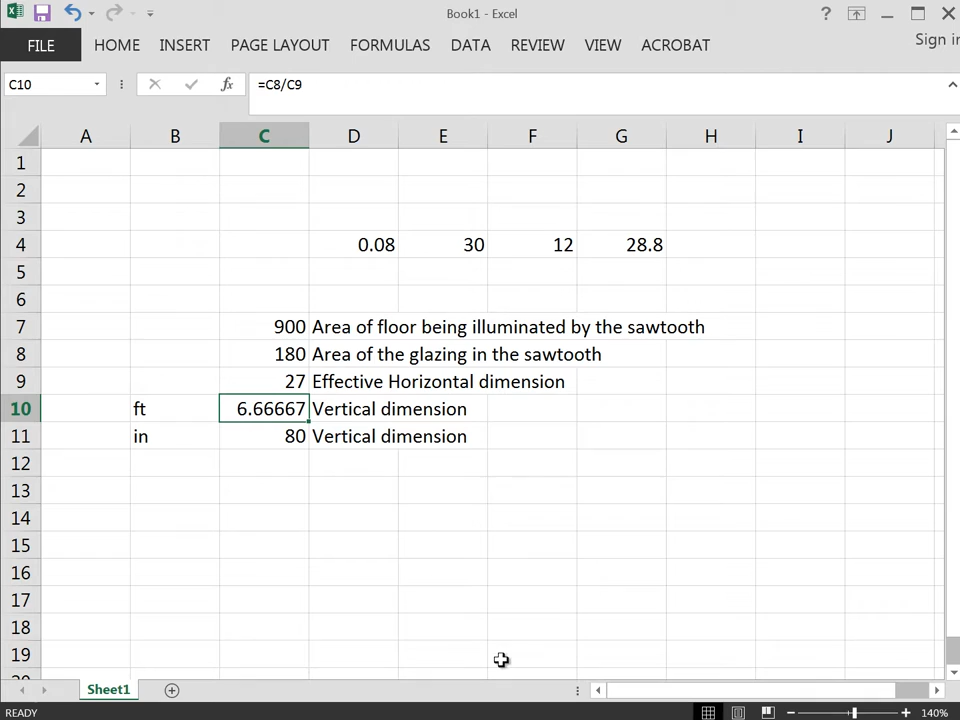 Book1 - Excel
?
Sign in
FILE HOME INSERT PAGE LAYOUT FORMULAS DATA REVIEW VIEW ACROBAT
C10 fx =C8/C9
A B C D E F G H I J
1
2
3
4 0.08 30 12 28.8
5
6
7 900 Area of floor being illuminated by the sawtooth
8 180 Area of the glazing in the sawtooth
9 27 Effective Horizontal dimension
10 ft 6.66667 Vertical dimension
11 in 80 Vertical dimension
12
13
14
15
16
17
18
19
20
Sheet1
READY 140%